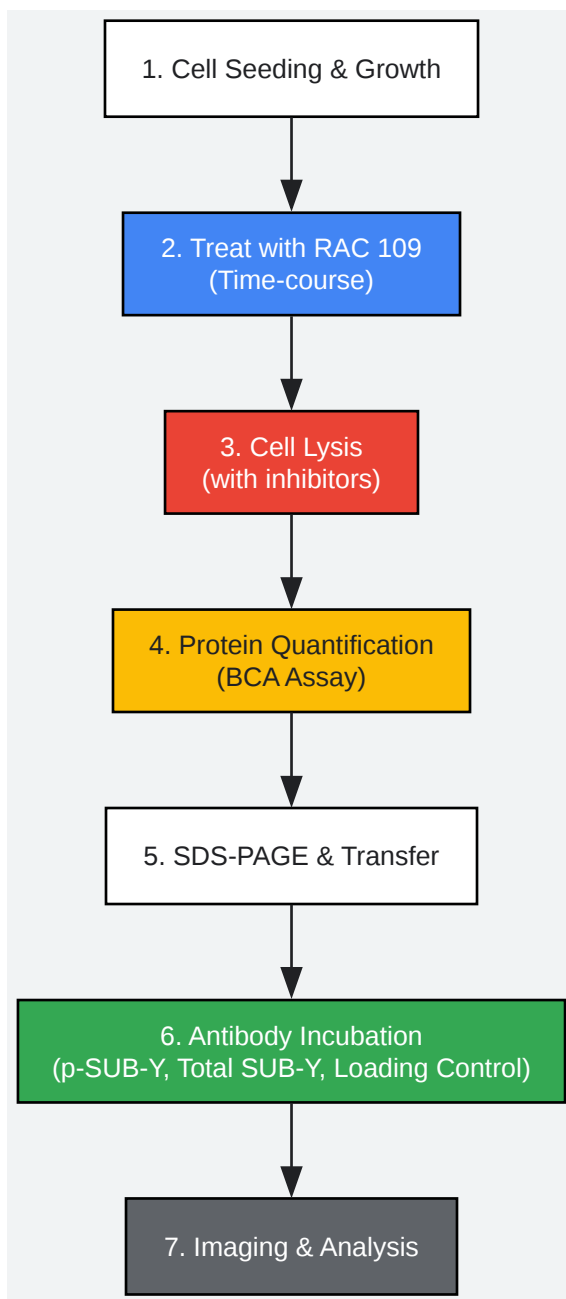 1. Cell Seeding & Growth
2. Treat with RAC 109
(Time-course)
3. Cell Lysis
(with inhibitors)
4. Protein Quantification
(BCA Assay)
5. SDS-PAGE & Transfer
6. Antibody Incubation
(p-SUB-Y, Total SUB-Y, Loading Control)
7. Imaging & Analysis